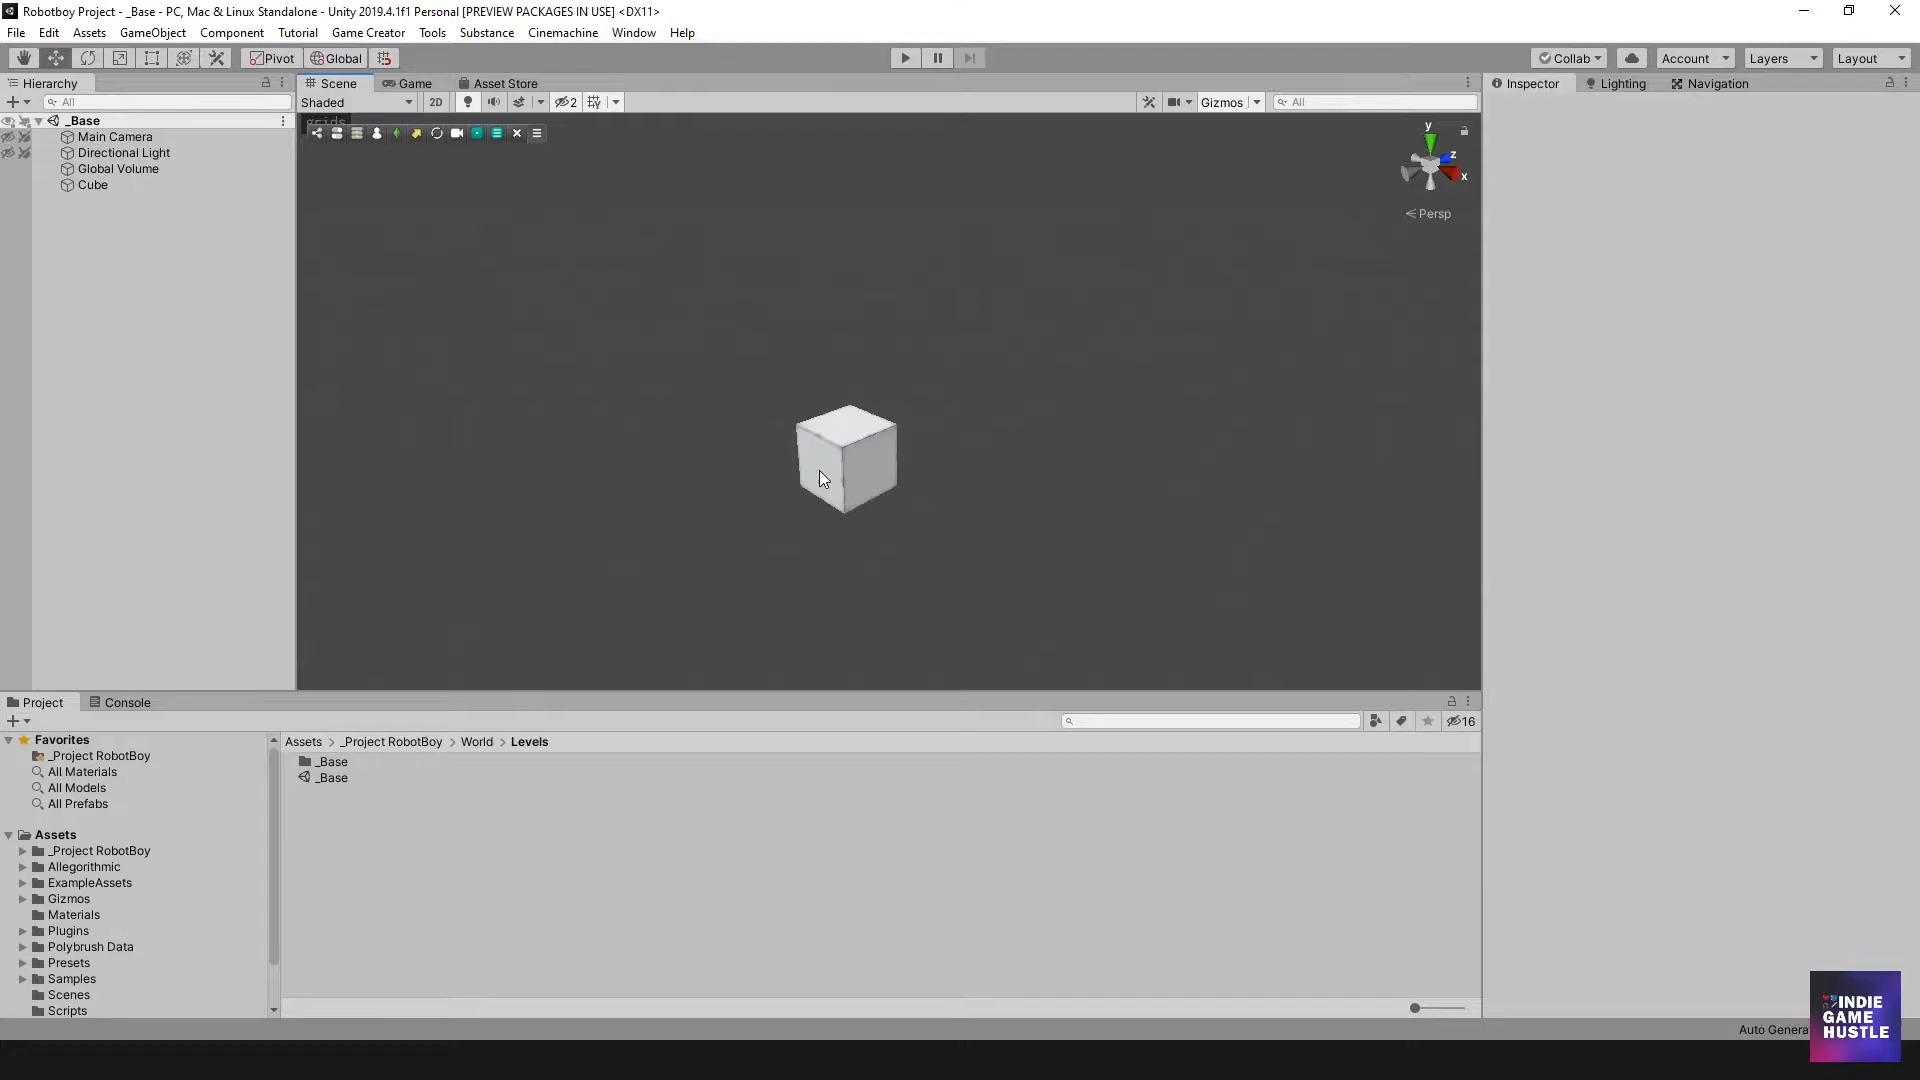 Robotboy Project - _Base - PC, Mac & Linux Standalone - Unity 2019.4.1f1 Personal [PREVIEW PACKAGES IN USE] <DX11>
File Edit Assets GameObject Component Tutorial Game Creator Tools Substance Cinemachine Window Help
Pivot Global Collab Account Layers Layout
Hierarchy Scene Game Asset Store Inspector Lighting Navigation
All Shaded 2D 2 Gizmos All
_Base
grids
Main Camera
Directional Light
Global Volume
Cube
y
z
x
Persp
Project Console
16
Favorites
_Project RobotBoy
All Materials
All Models
All Prefabs
Assets
_Project RobotBoy
Allegorithmic
ExampleAssets
Gizmos
Materials
Plugins
Polybrush Data
Presets
Samples
Scenes
Scripts
Assets > _Project RobotBoy > World > Levels
_Base
_Base
Auto Genera
INDIE
GAME
HUSTLE